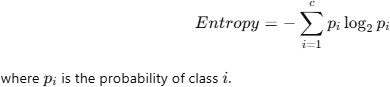 Entropy = − ∑_{i=1}^{c} p_i log_2 p_i
where p_i is the probability of class i.